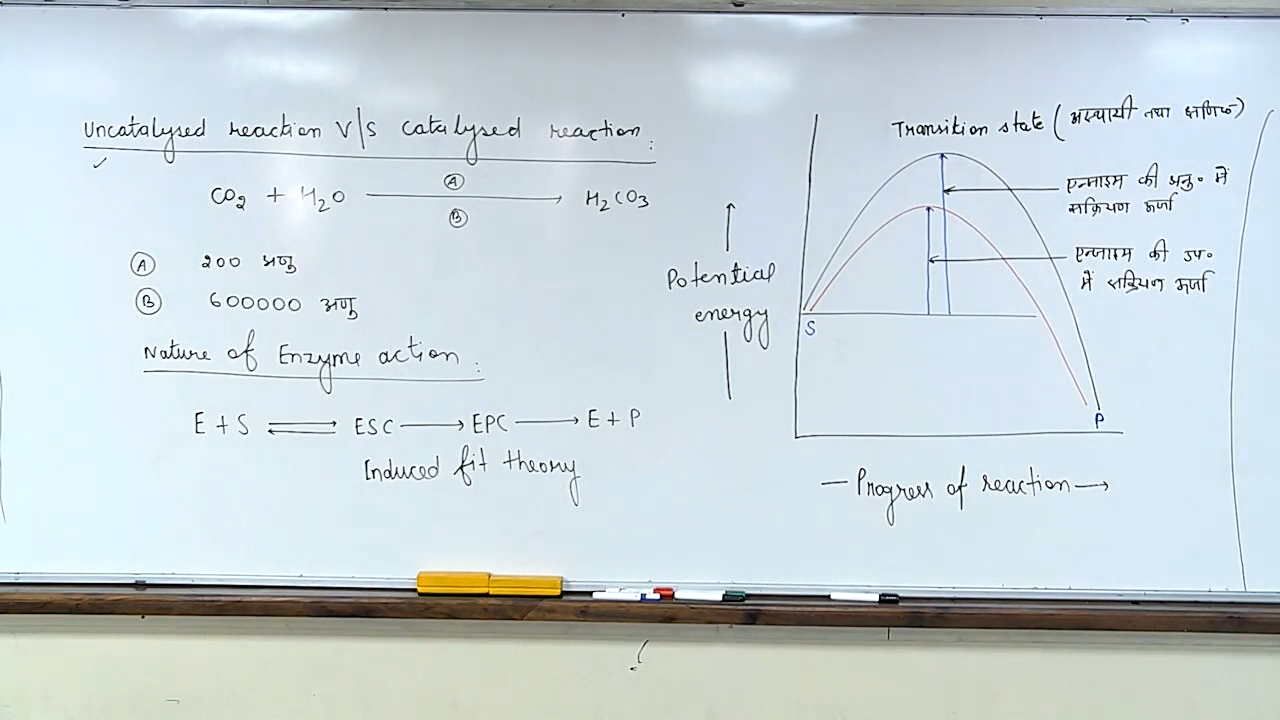 Uncatalysed reaction V/S catalysed reaction:
CO₂ + H₂O ⟶ H₂CO₃
A
B
A 200 अणु
B 600000 अणु
Nature of Enzyme action:
E + S ⇌ ESC ⟶ EPC ⟶ E + P
Induced fit theory
Potential
energy
Transition state (अस्थायी तथा क्षणिक)
एन्जाइम की अनु० में
सक्रियण ऊर्जा
एन्जाइम की उप०
में सक्रियण ऊर्जा
S
P
— Progress of reaction ⟶